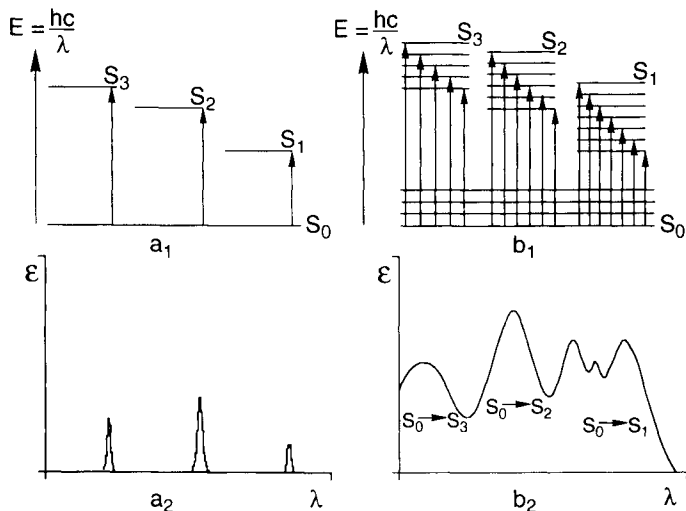 E = hc/λ
S3
S2
S1
S0
a1
E = hc/λ
S3
S2
S1
S0
b1
ε
a2
λ
ε
S0→S3
S0→S2
S0→S1
b2
λ